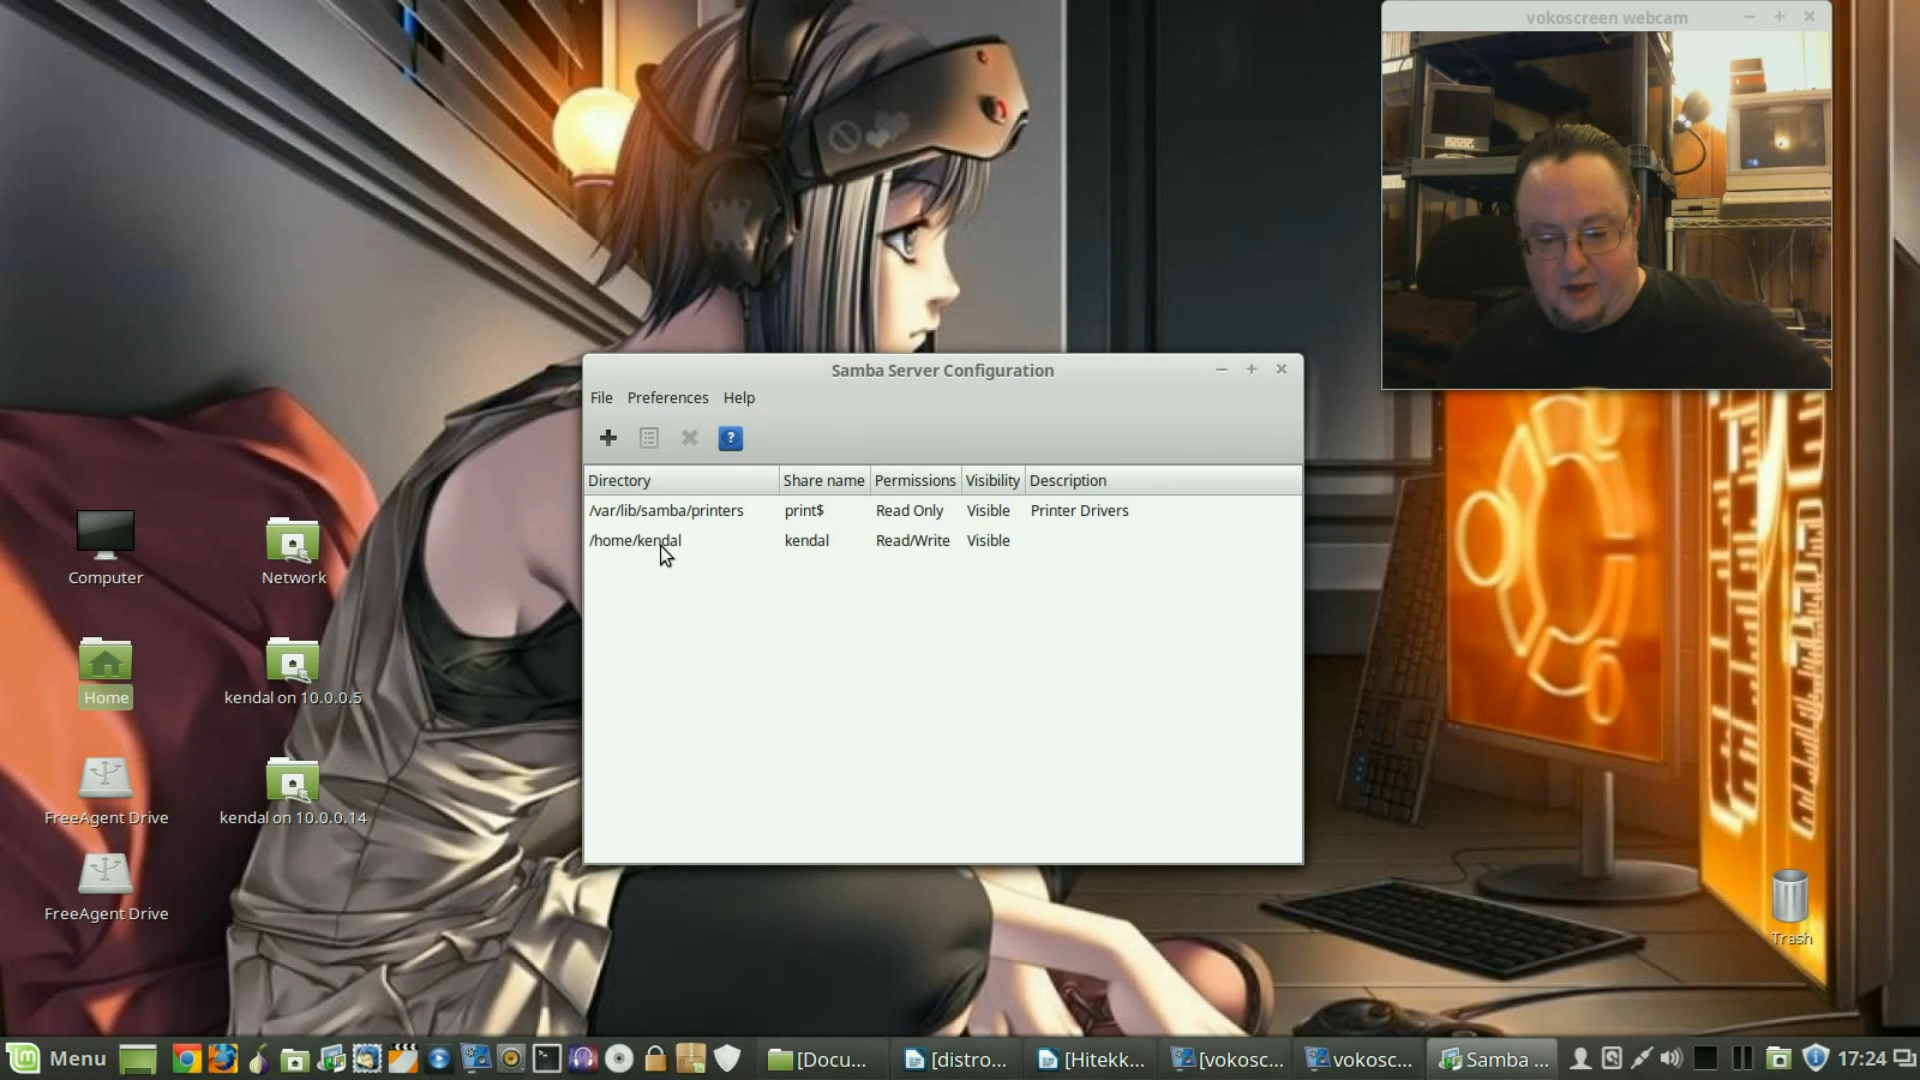 vokoscreen webcam
Samba Server Configuration
File Preferences Help
Directory Share name Permissions Visibility Description
/var/lib/samba/printers print$ Read Only Visible Printer Drivers
/home/kendal kendal Read/Write Visible
Computer
Network
Home
kendal on 10.0.0.5
FreeAgent Drive
kendal on 10.0.0.14
FreeAgent Drive
Trash
Menu [Docu... [distro... [Hitekk... [vokosc... vokosc... Samba ... 17:24